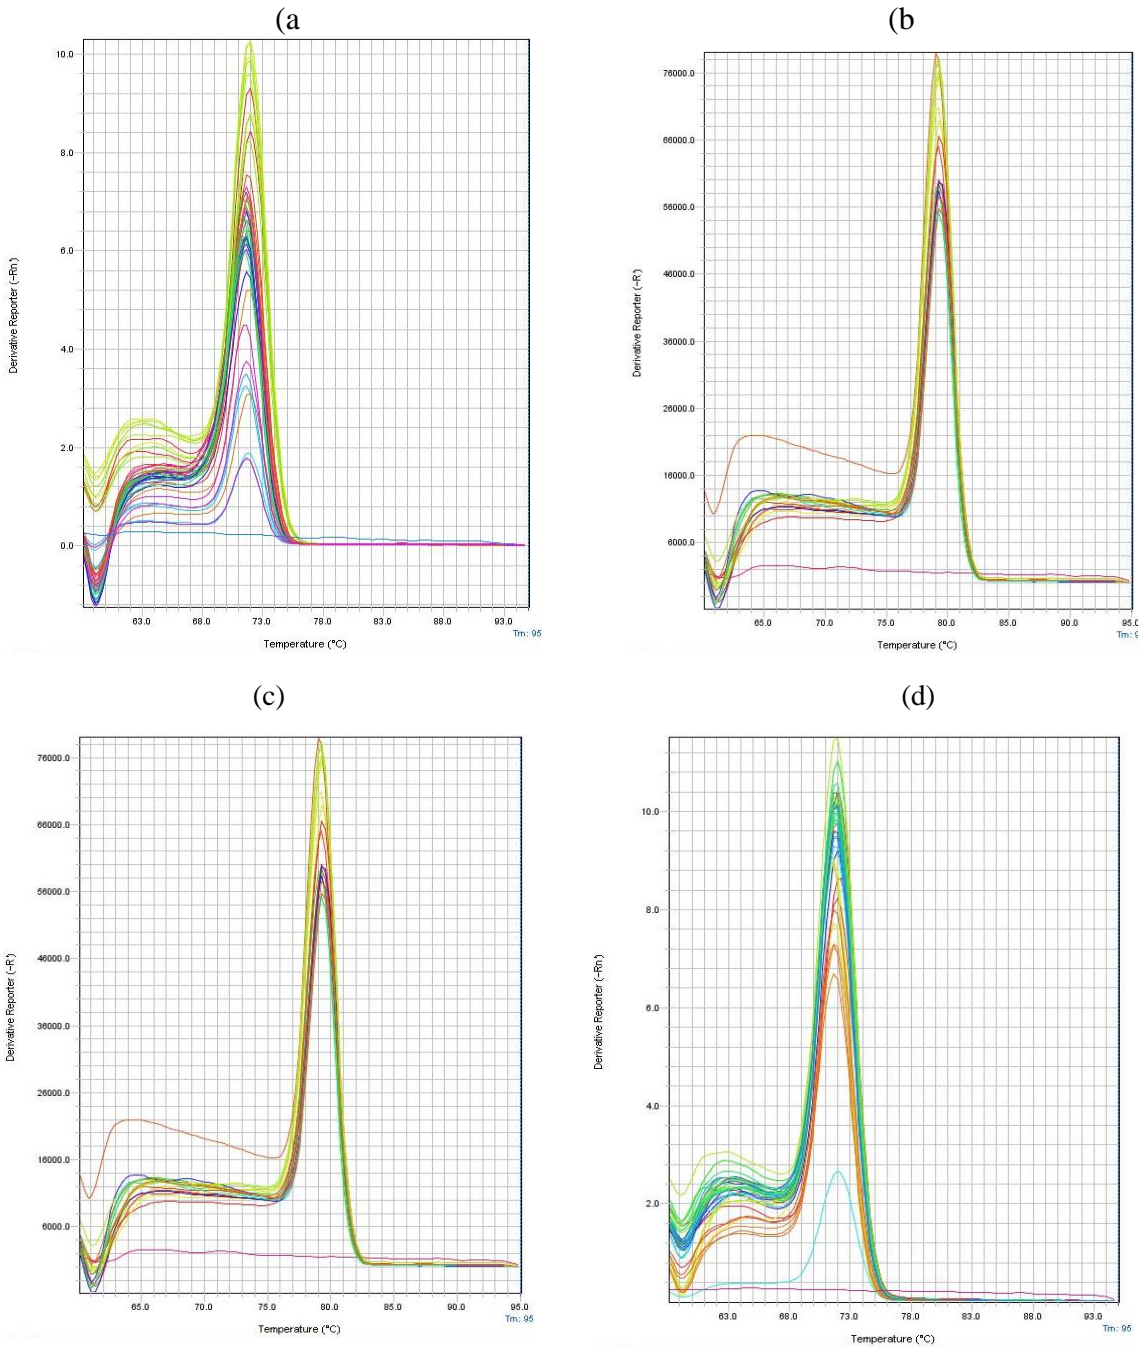 (a
10.0
8.0
6.0
4.0
2.0
0.0
Derivative Reporter (-Rn')
63.0 68.0 73.0 78.0 83.0 88.0 93.0
Tm: 95
Temperature (°C)
(b
76000.0
66000.0
56000.0
46000.0
36000.0
26000.0
16000.0
6000.0
Derivative Reporter (-R')
65.0 70.0 75.0 80.0 85.0 90.0 95.0
Tm: 9
Temperature (°C)
(c)
76000.0
66000.0
56000.0
46000.0
36000.0
26000.0
16000.0
6000.0
Derivative Reporter (-R')
65.0 70.0 75.0 80.0 85.0 90.0 95.0
Tm: 95
Temperature (°C)
(d)
10.0
8.0
6.0
4.0
2.0
Derivative Reporter (-Rn')
63.0 68.0 73.0 78.0 83.0 88.0 93.0
Tm: 95
Temperature (°C)